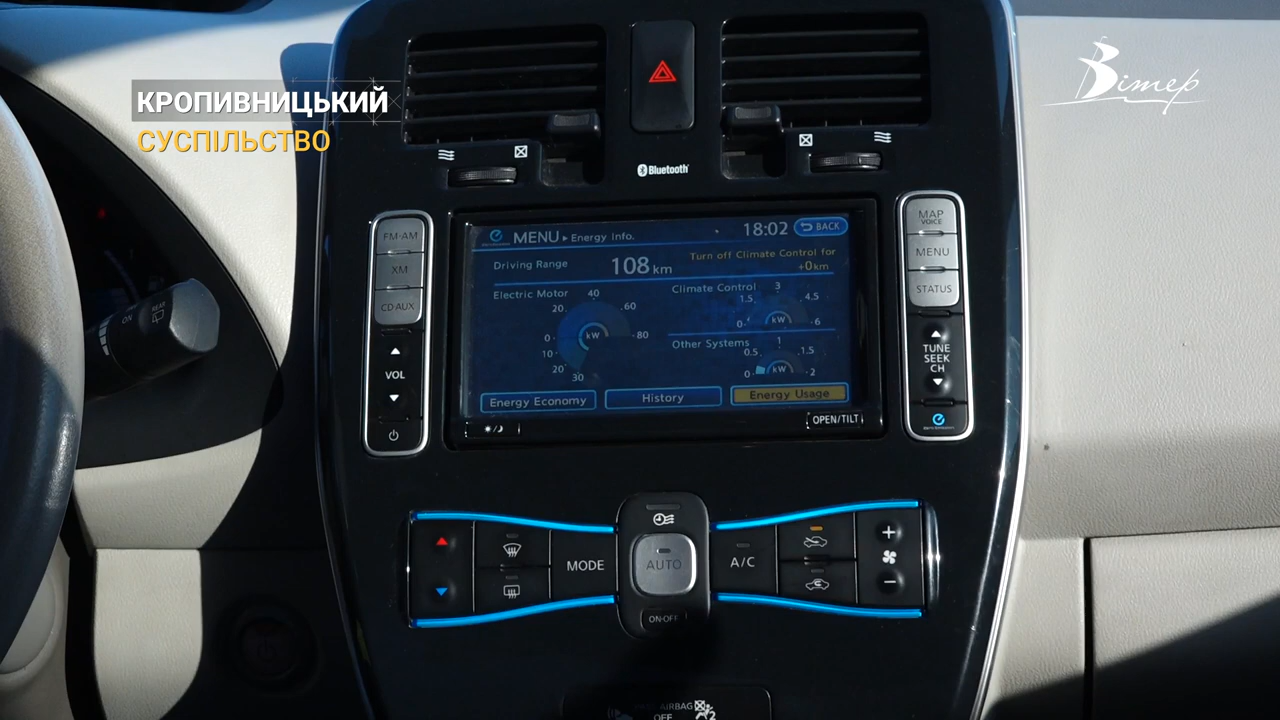 КРОПИВНИЦЬКИЙ
СУСПІЛЬСТВО
Вітер
Bluetooth
FM·AM
XM
CD·AUX
VOL
MENU ▸ Energy Info.
18:02
BACK
Driving Range
108 km
Turn off Climate Control for
+0 km
Electric Motor
40
20
60
0
80
10
20
30
kW
Climate Control
3
1.5
4.5
0
6
kW
Other Systems
1
0.5
1.5
0
2
kW
Energy Economy
History
Energy Usage
OPEN/TILT
MAP
VOICE
MENU
STATUS
TUNE
SEEK
CH
ON
REAR
MODE
AUTO
ON·OFF
A/C
AIRBAG
OFF